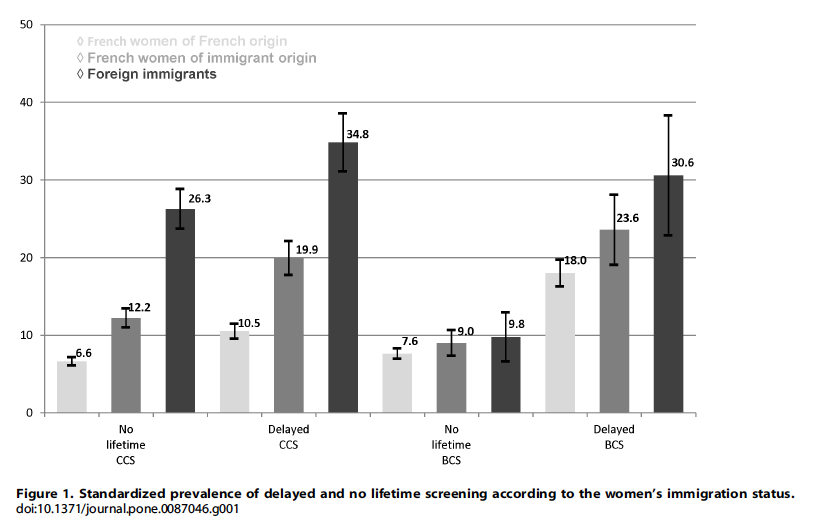 50
◊ French women of French origin
◊ French women of immigrant origin
◊ Foreign immigrants
40
34.8
30
30.6
26.3
23.6
20
19.9
18.0
12.2
10
10.5
9.8
9.0
7.6
6.6
0
No lifetime CCS
Delayed CCS
No lifetime BCS
Delayed BCS
Figure 1. Standardized prevalence of delayed and no lifetime screening according to the women's immigration status.
doi:10.1371/journal.pone.0087046.g001